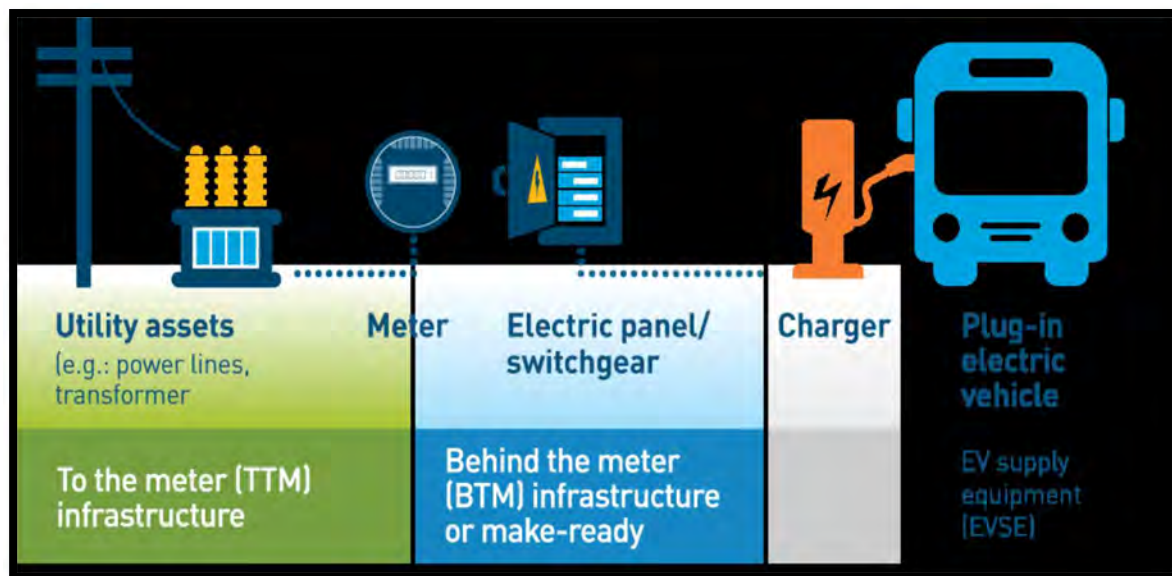 Utility assets
(e.g.: power lines,
transformer
Meter
Electric panel/
switchgear
Charger
Plug-in
electric
vehicle
To the meter (TTM)
infrastructure
Behind the meter
(BTM) infrastructure
or make-ready
EV supply
equipment
(EVSE)